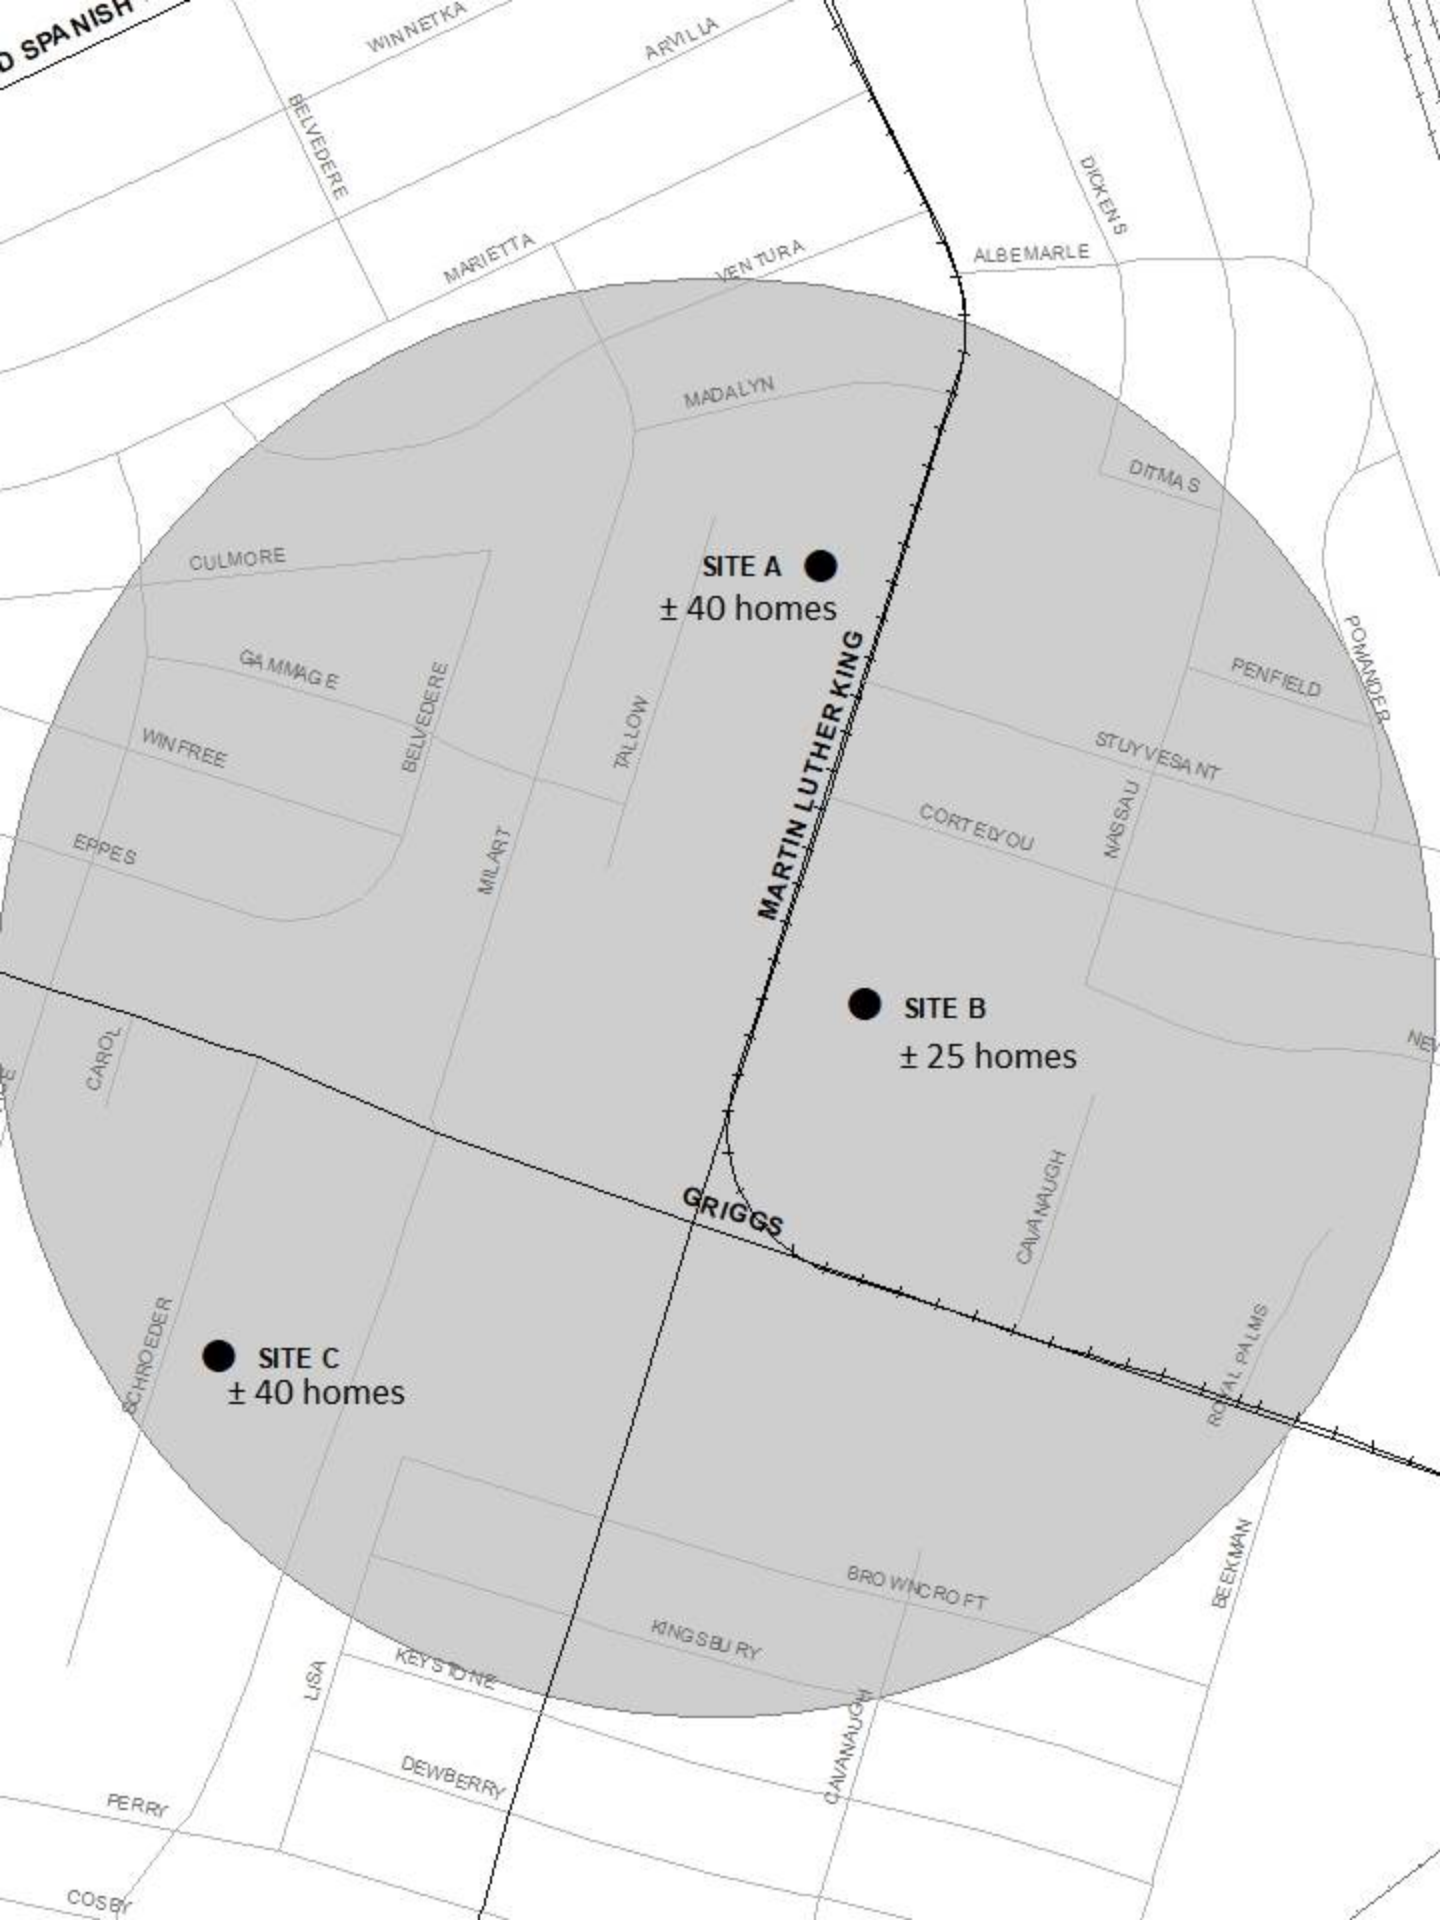 D SPANISH
WINNETKA
ARVILLA
BELVEDERE
DICKENS
MARIETTA
VENTURA
ALBEMARLE
MADALYN
DITMAS
CULMORE
SITE A
± 40 homes
POMANDER
GAMMAGE
PENFIELD
BELVEDERE
MARTIN LUTHER KING
TALLOW
WINFREE
STUYVESANT
NASSAU
CORTELYOU
EPPES
MILART
SITE B
± 25 homes
CAROL
NEW
CAVANAUGH
GRIGGS
SCHROEDER
ROYAL PALMS
SITE C
± 40 homes
BROWNCROFT
BEEKMAN
KINGSBURY
KEYSTONE
LISA
CAVANAUGH
DEWBERRY
PERRY
COSBY